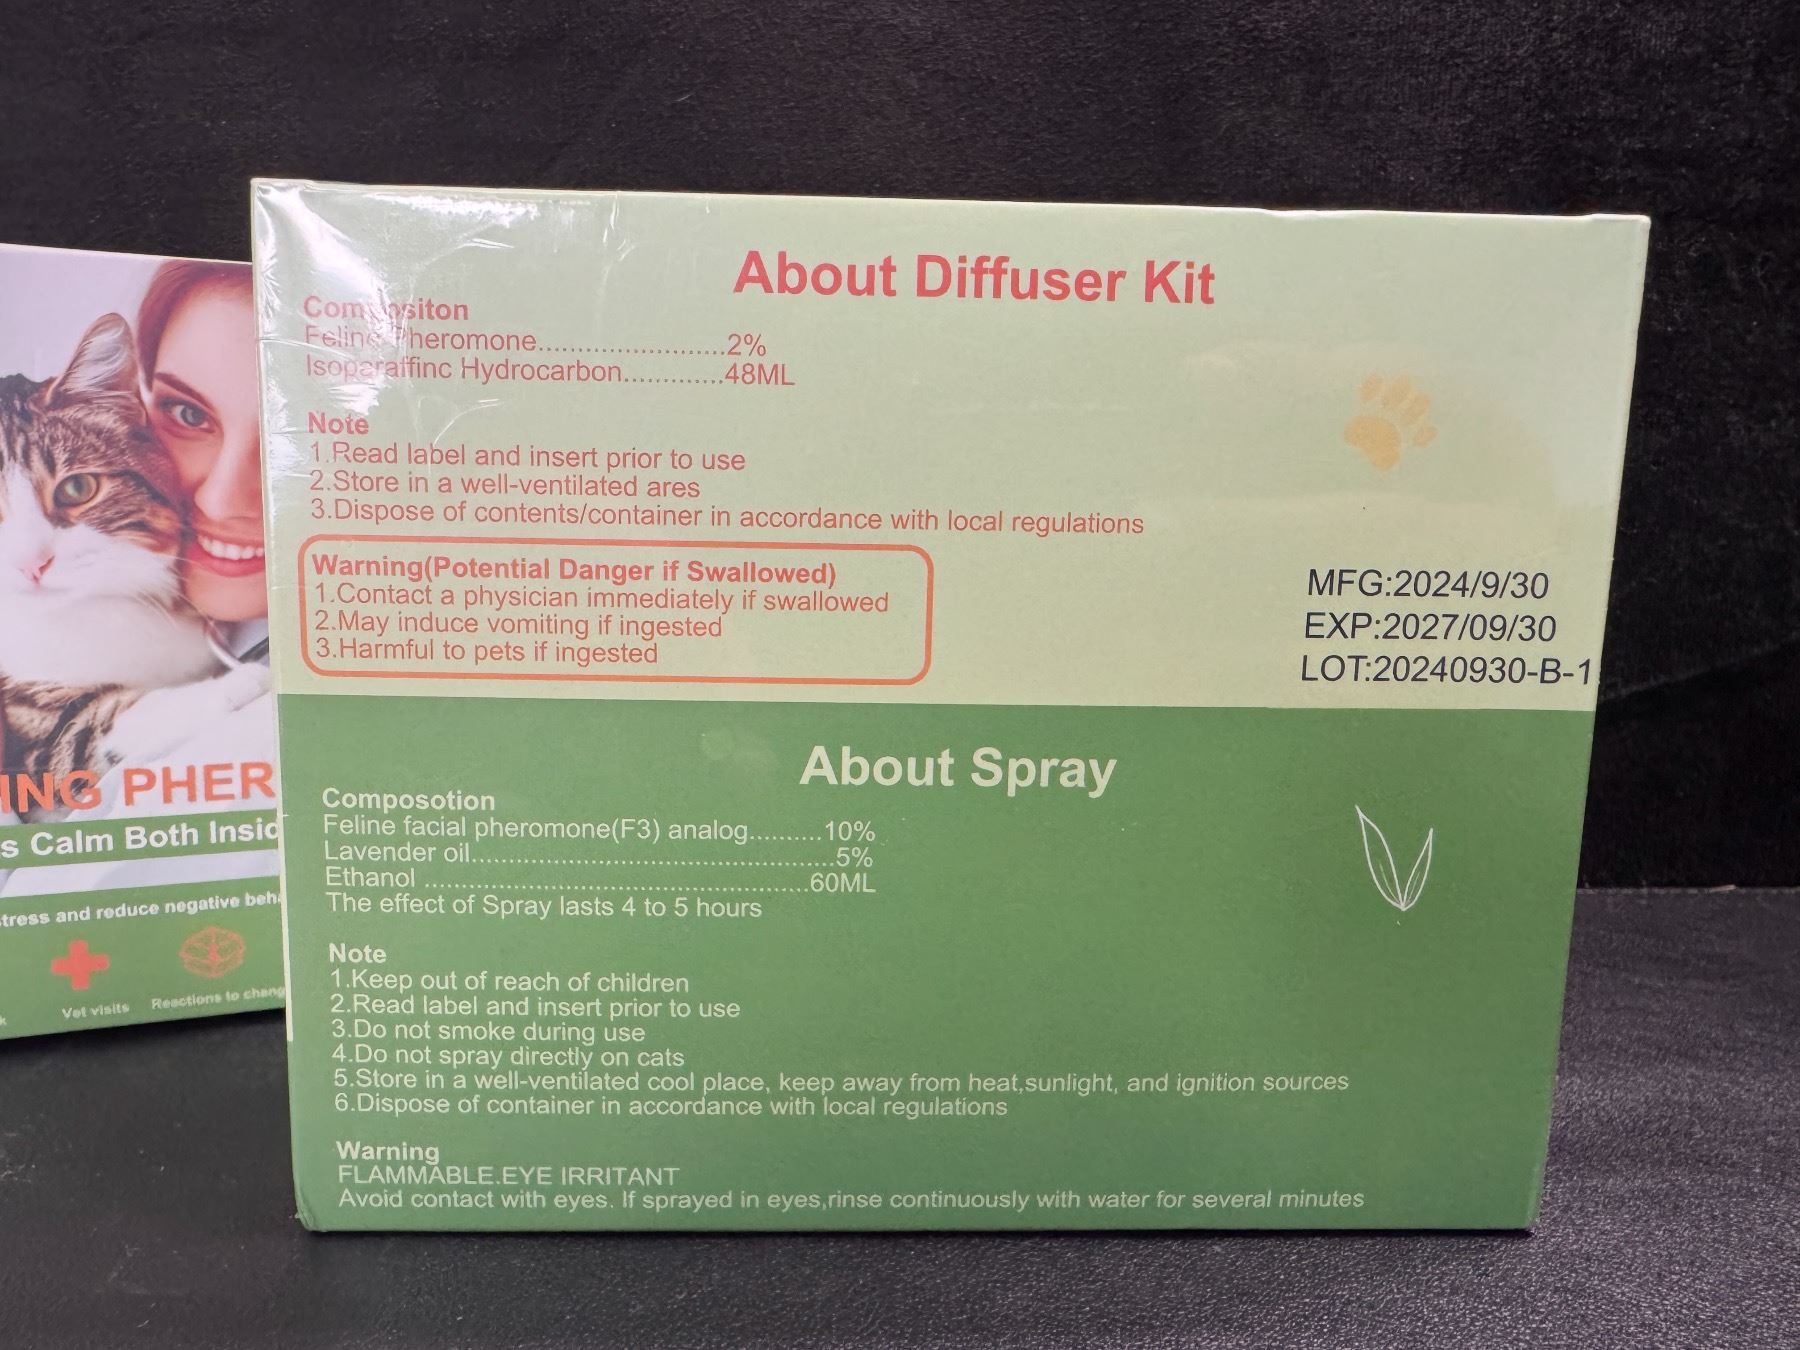 About Diffuser Kit
Compositon
Feline Pheromone........................2%
Isoparaffinc Hydrocarbon.............48ML
Note
1.Read label and insert prior to use
2.Store in a well-ventilated ares
3.Dispose of contents/container in accordance with local regulations
Warning(Potential Danger if Swallowed)
1.Contact a physician immediately if swallowed
2.May induce vomiting if ingested
3.Harmful to pets if ingested
MFG:2024/9/30
EXP:2027/09/30
LOT:20240930-B-1
About Spray
Composotion
Feline facial pheromone(F3) analog..........10%
Lavender oil.....................................................5%
Ethanol ........................................................60ML
The effect of Spray lasts 4 to 5 hours
Note
1.Keep out of reach of children
2.Read label and insert prior to use
3.Do not smoke during use
4.Do not spray directly on cats
5.Store in a well-ventilated cool place, keep away from heat,sunlight, and ignition sources
6.Dispose of container in accordance with local regulations
Warning
FLAMMABLE.EYE IRRITANT
Avoid contact with eyes. If sprayed in eyes,rinse continuously with water for several minutes
ING PHER
s Calm Both Insid
tress and reduce negative beh
k Vet visits Reactions to chang